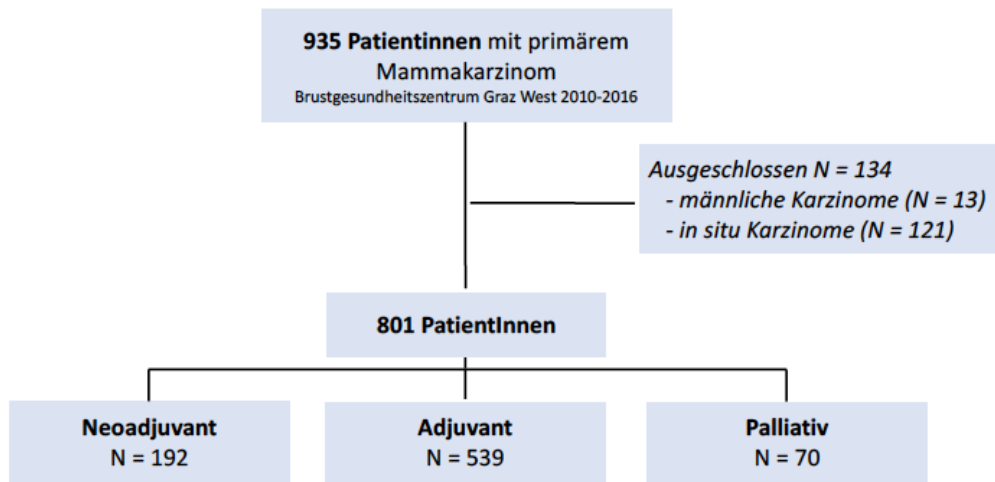 935 Patientinnen mit primärem
Mammakarzinom
Brustgesundheitszentrum Graz West 2010-2016
Ausgeschlossen N = 134
- männliche Karzinome (N = 13)
- in situ Karzinome (N = 121)
801 PatientInnen
Neoadjuvant
N = 192
Adjuvant
N = 539
Palliativ
N = 70